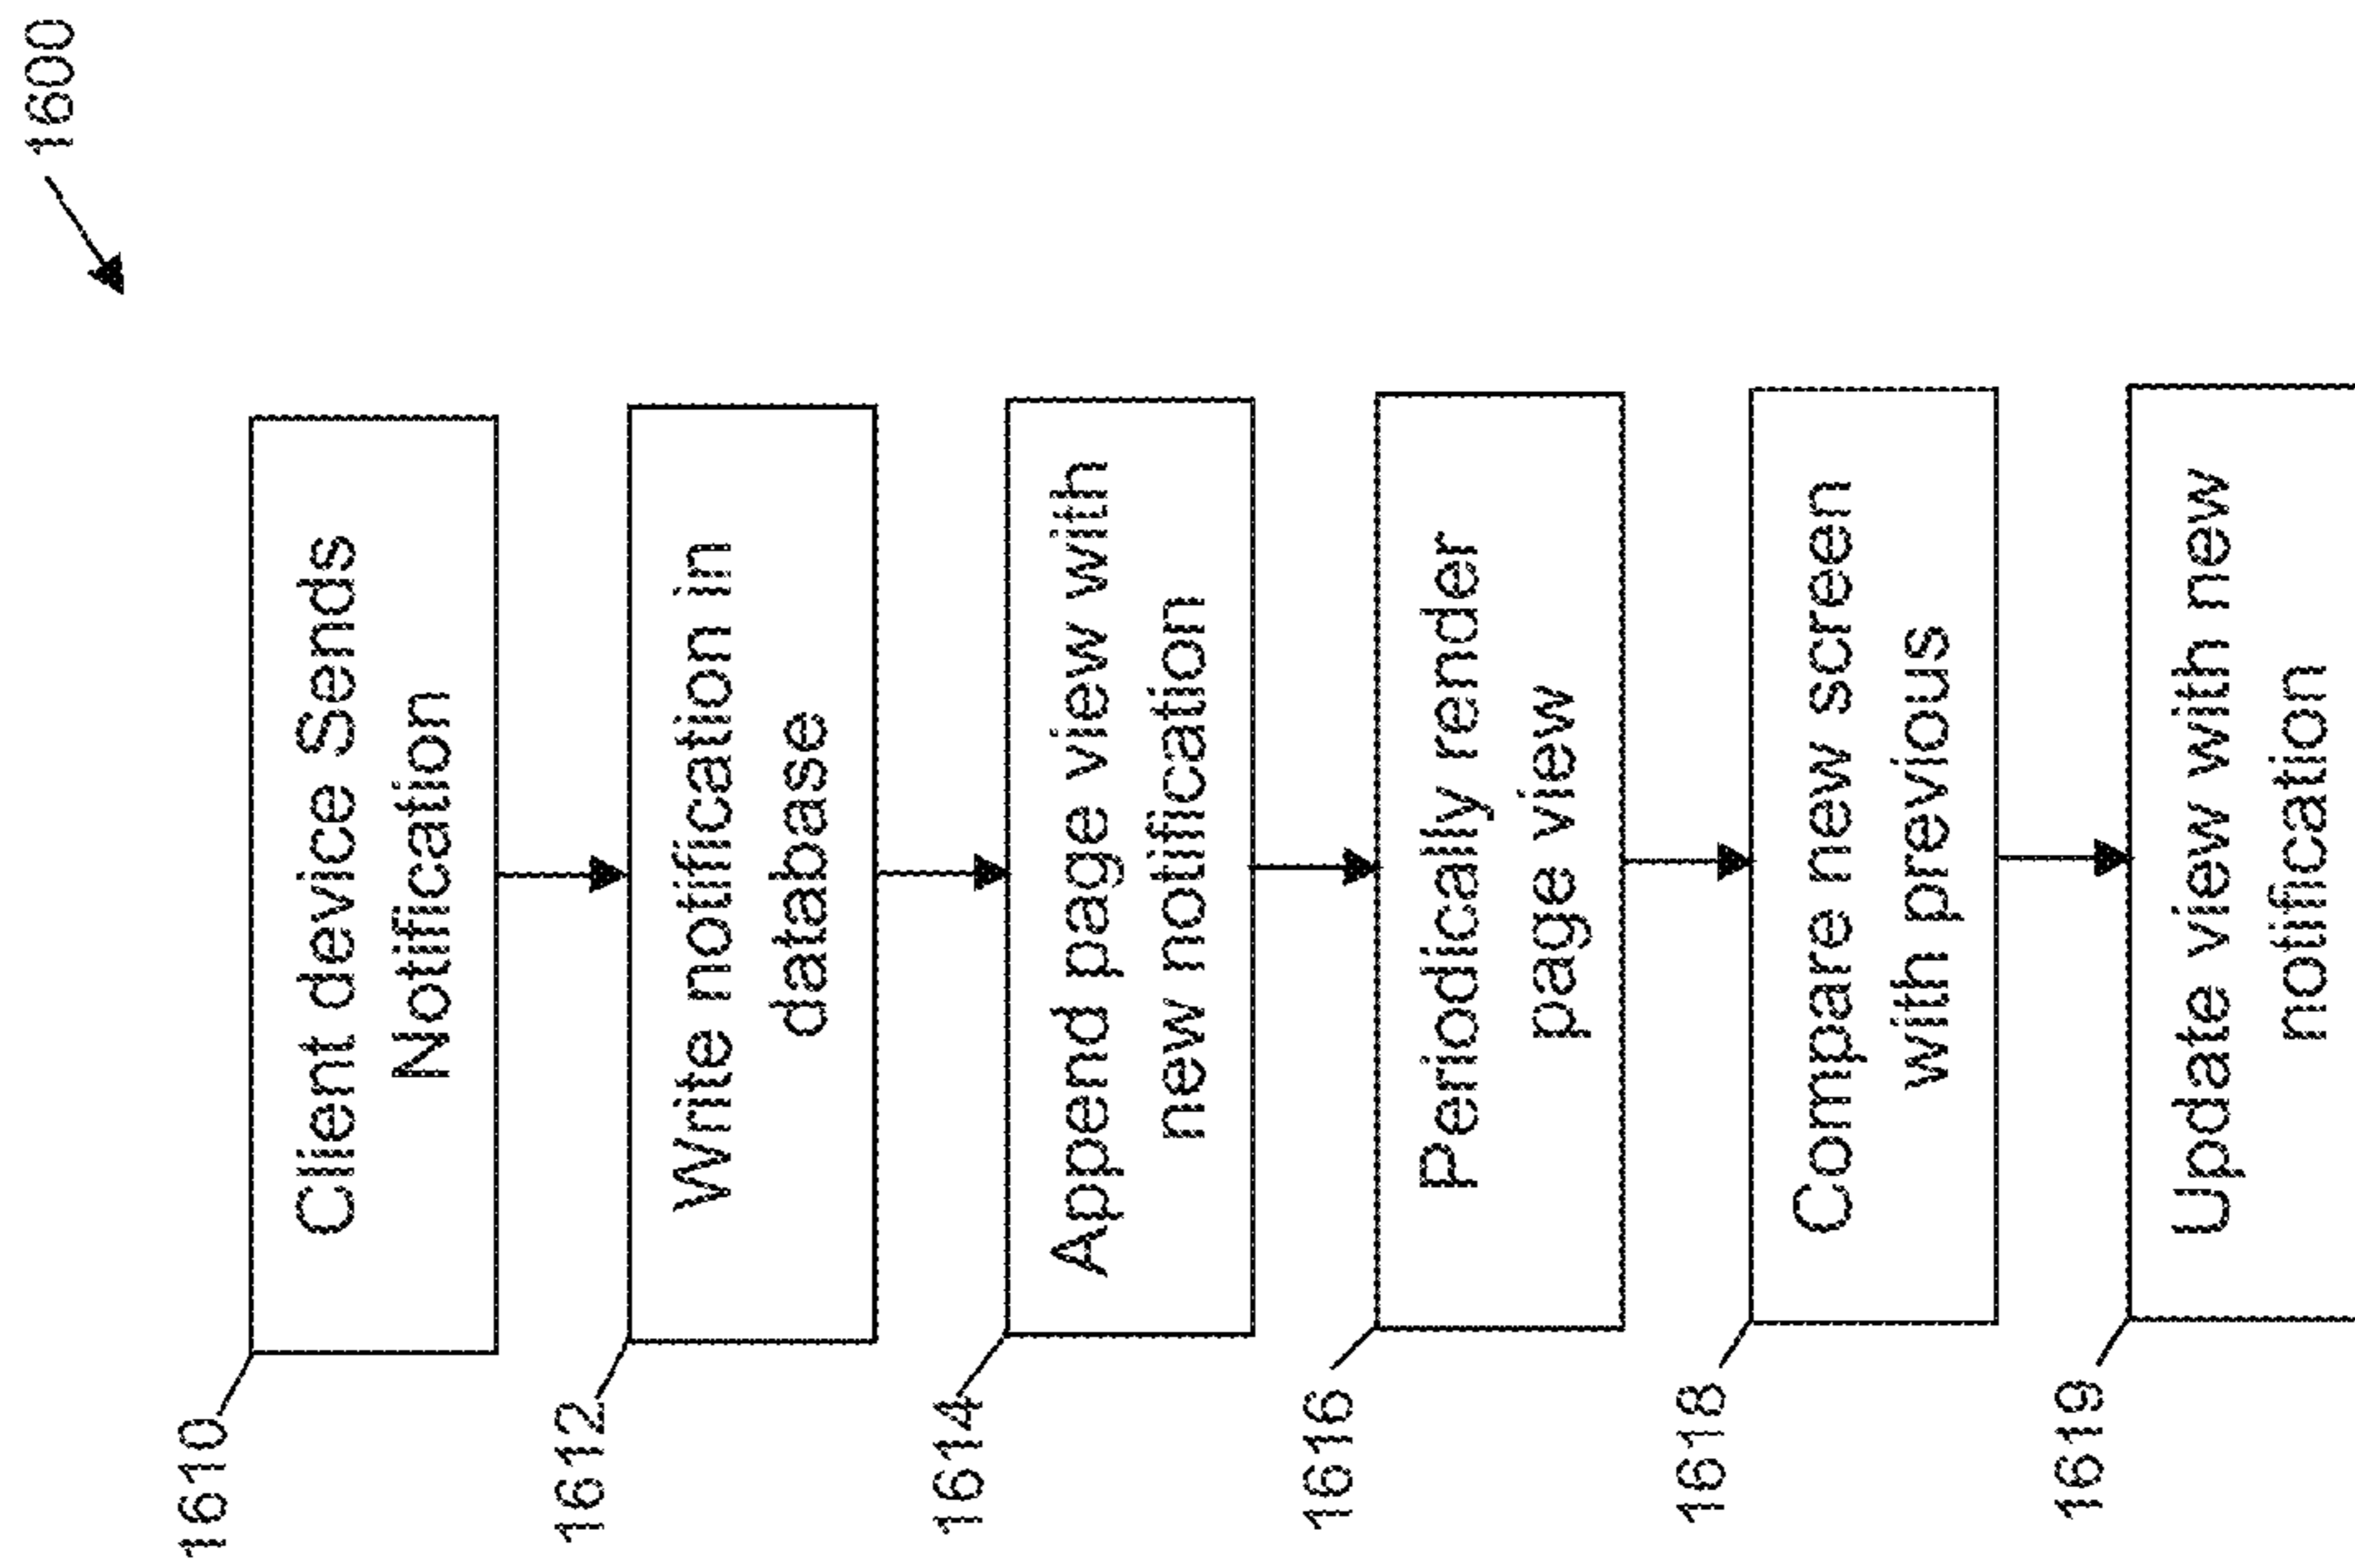 1600
1610
Client device Sends
Notification
1612
Write notification in
database
1614
Append page view with
new notification
1616
Periodically render
page view
1618
Compare new screen
with previous
1619
Update view with new
notification